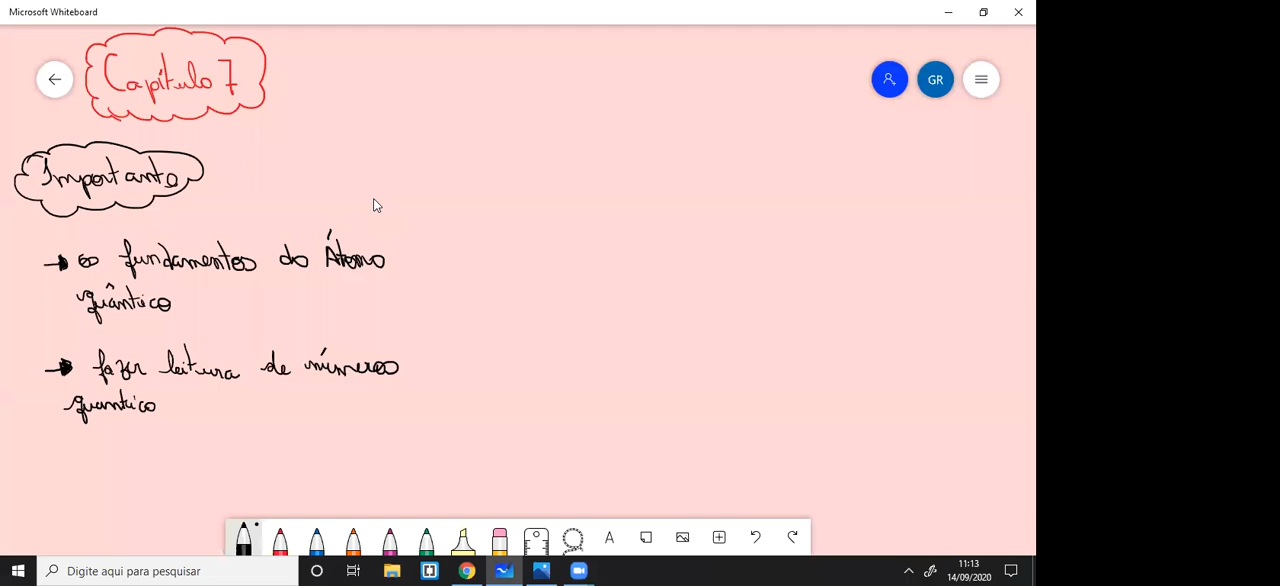 Microsoft Whiteboard
Capítulo 7
GR
Importante
→ os fundamentos do Átomo
quântico
→ fazer leitura de números
quantico
A
Digite aqui para pesquisar
11:13
14/09/2020